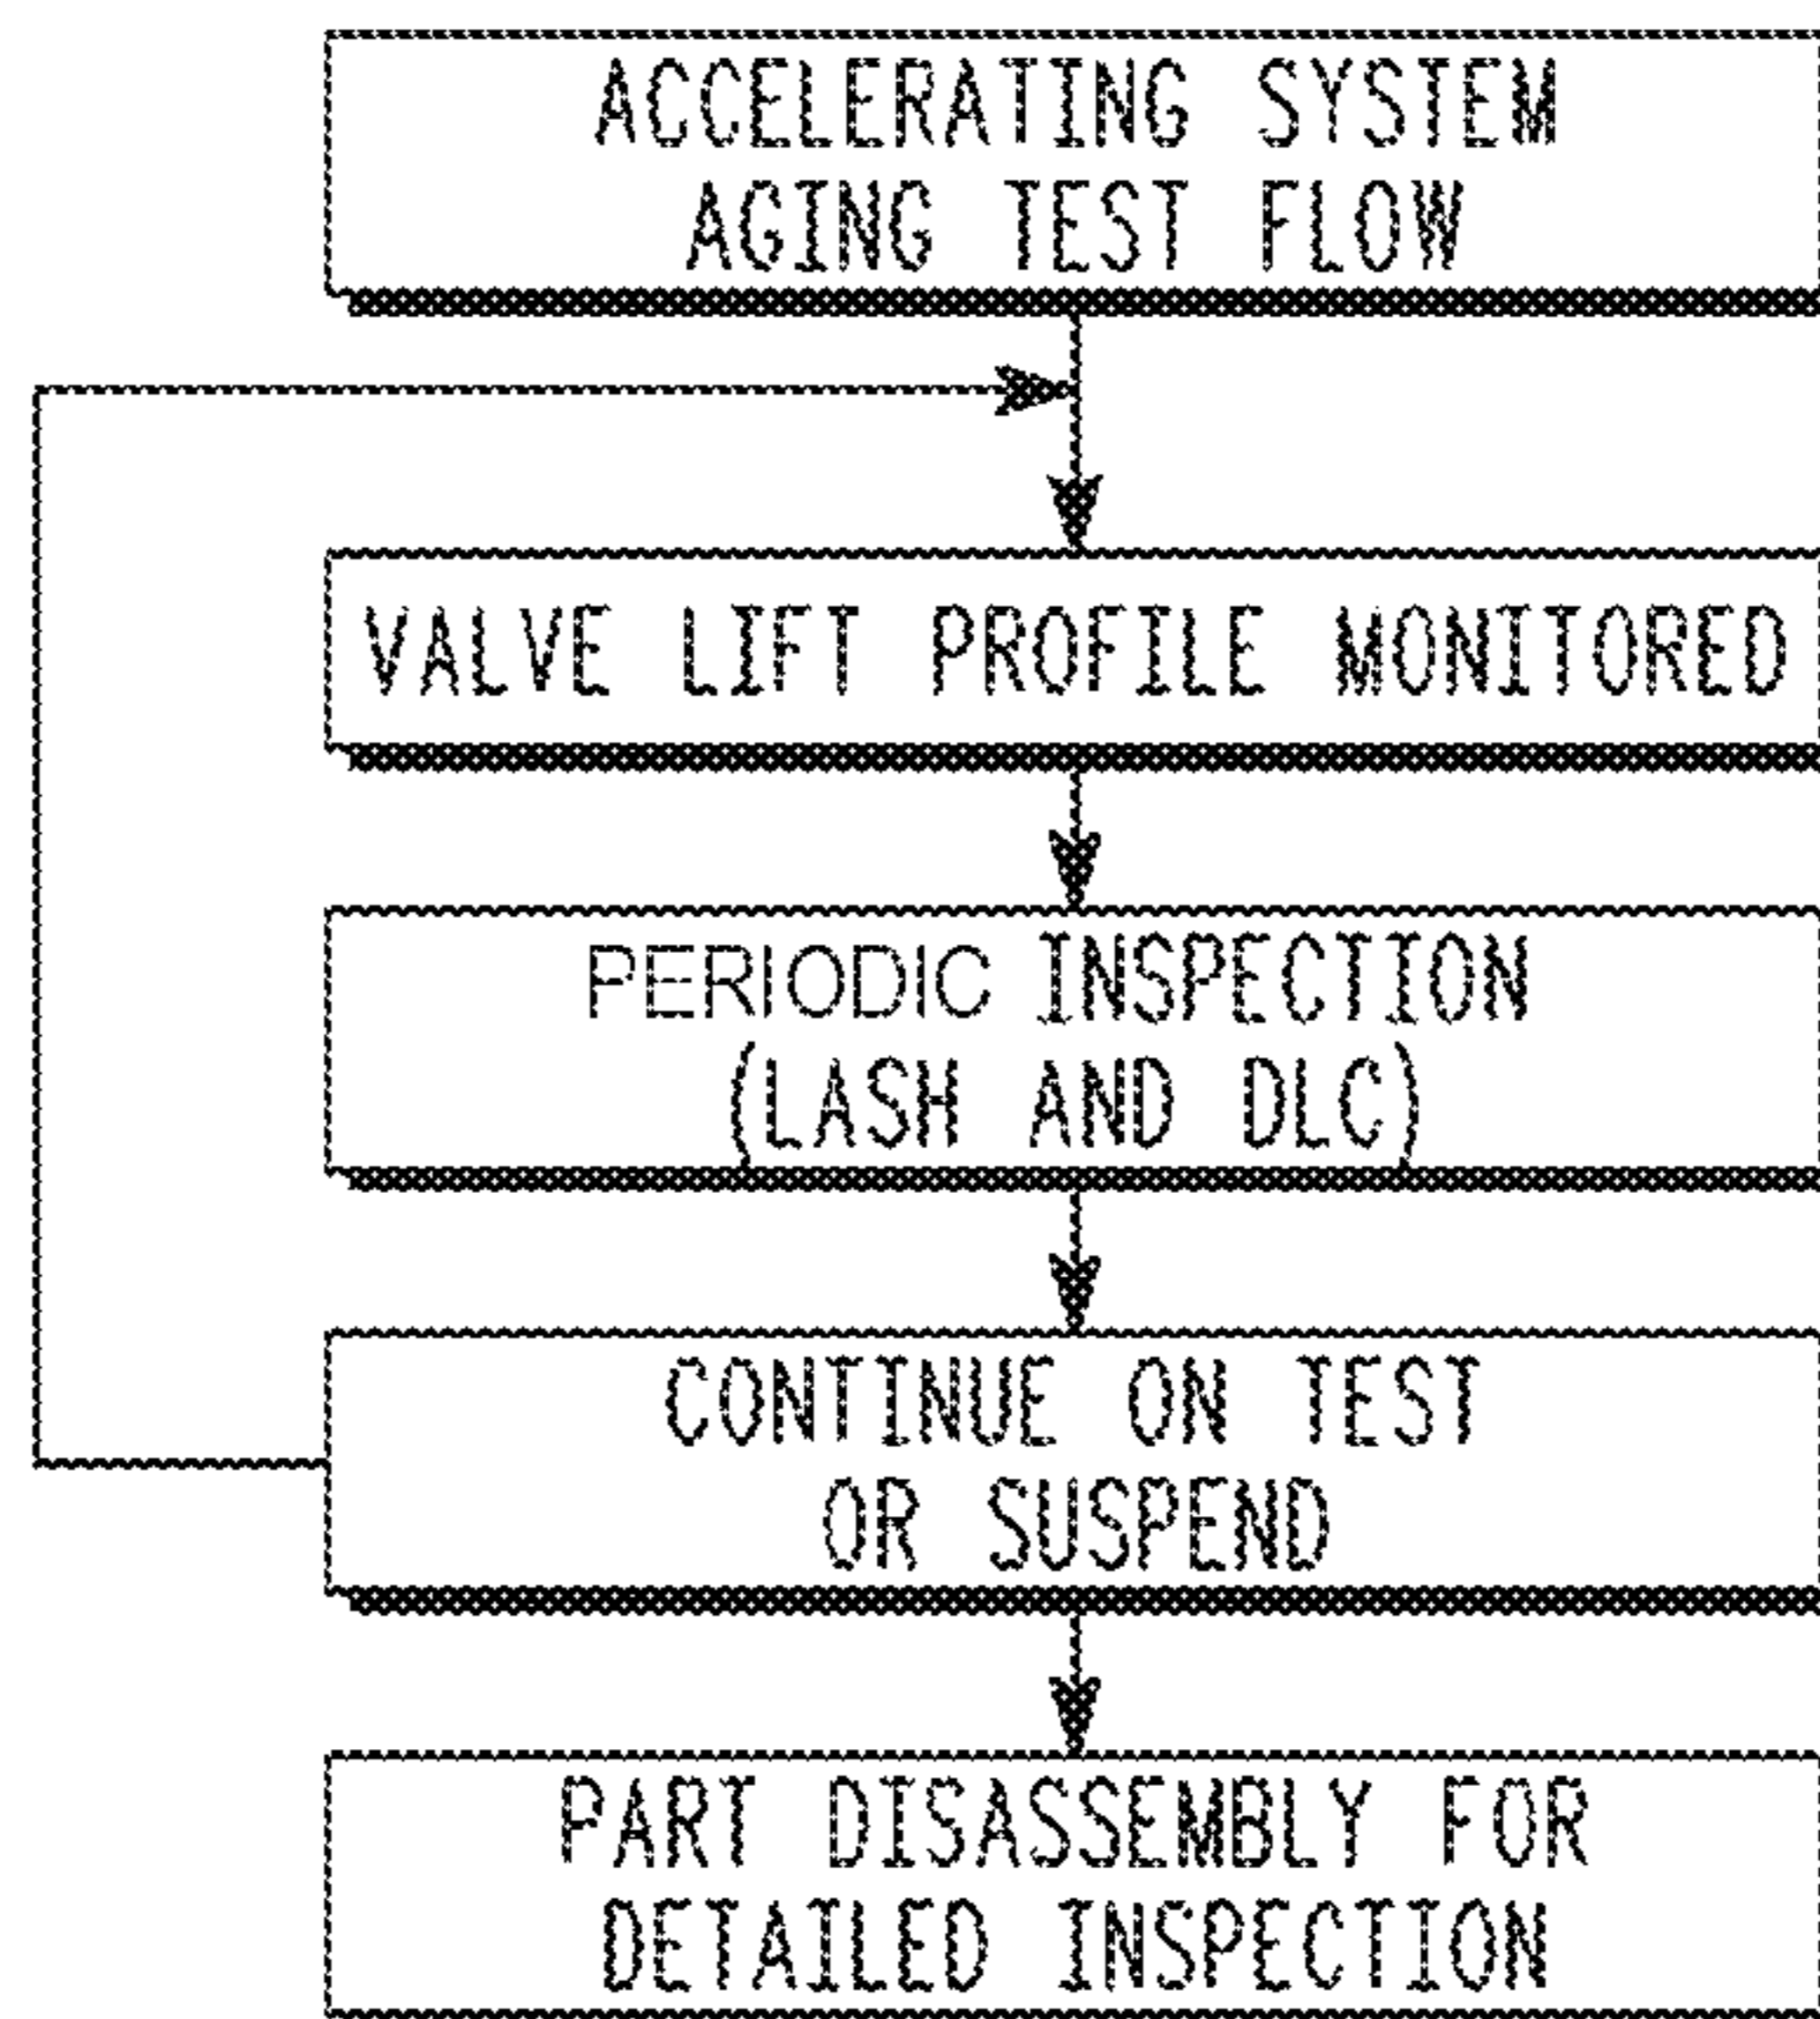 ACCELERATING SYSTEM
AGING TEST FLOW
VALVE LIFT PROFILE MONITORED
PERIODIC INSPECTION
(LASH AND DLC)
CONTINUE ON TEST
OR SUSPEND
PART DISASSEMBLY FOR
DETAILED INSPECTION